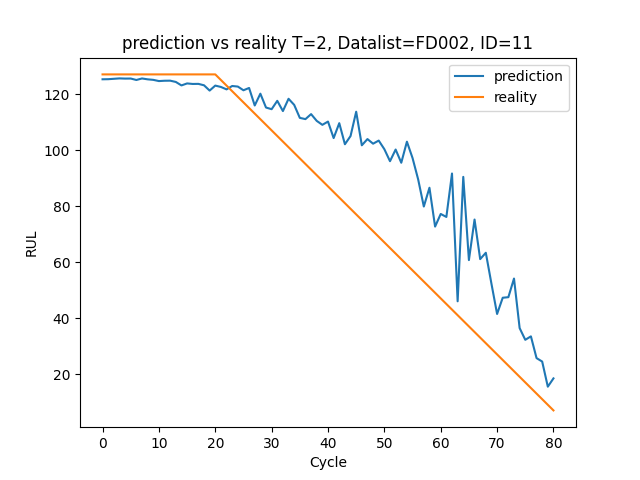 prediction vs reality T=2, Datalist=FD002, ID=11
prediction
reality
120
100
80
60
40
20
RUL
0 10 20 30 40 50 60 70 80
Cycle